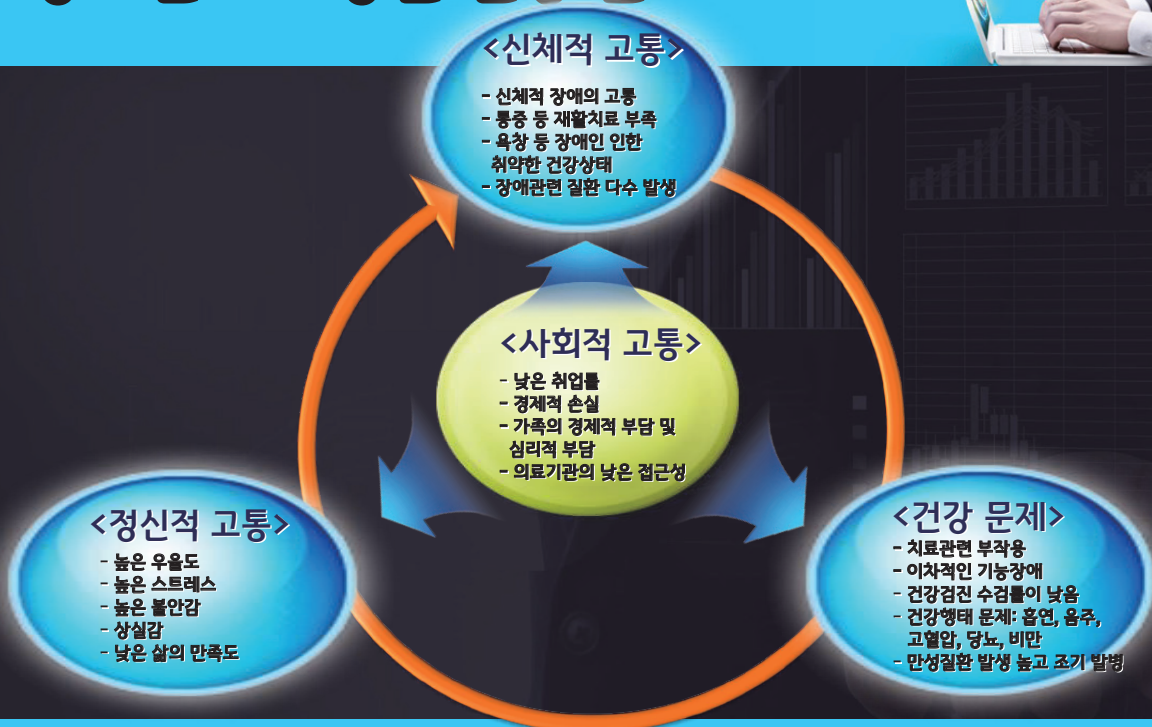 <신체적 고통>
- 신체적 장애의 고통
- 통증 등 재활치료 부족
- 욕창 등 장애인 인한
취약한 건강상태
- 장애관련 질환 다수 발생
<사회적 고통>
- 낮은 취업률
- 경제적 손실
- 가족의 경제적 부담 및
심리적 부담
- 의료기관의 낮은 접근성
<정신적 고통>
- 높은 우울도
- 높은 스트레스
- 높은 불안감
- 상실감
- 낮은 삶의 만족도
<건강 문제>
- 치료관련 부작용
- 이차적인 기능장애
- 건강검진 수검률이 낮음
- 건강행태 문제: 흡연, 음주,
고혈압, 당뇨, 비만
- 만성질환 발생 높고 조기 발병